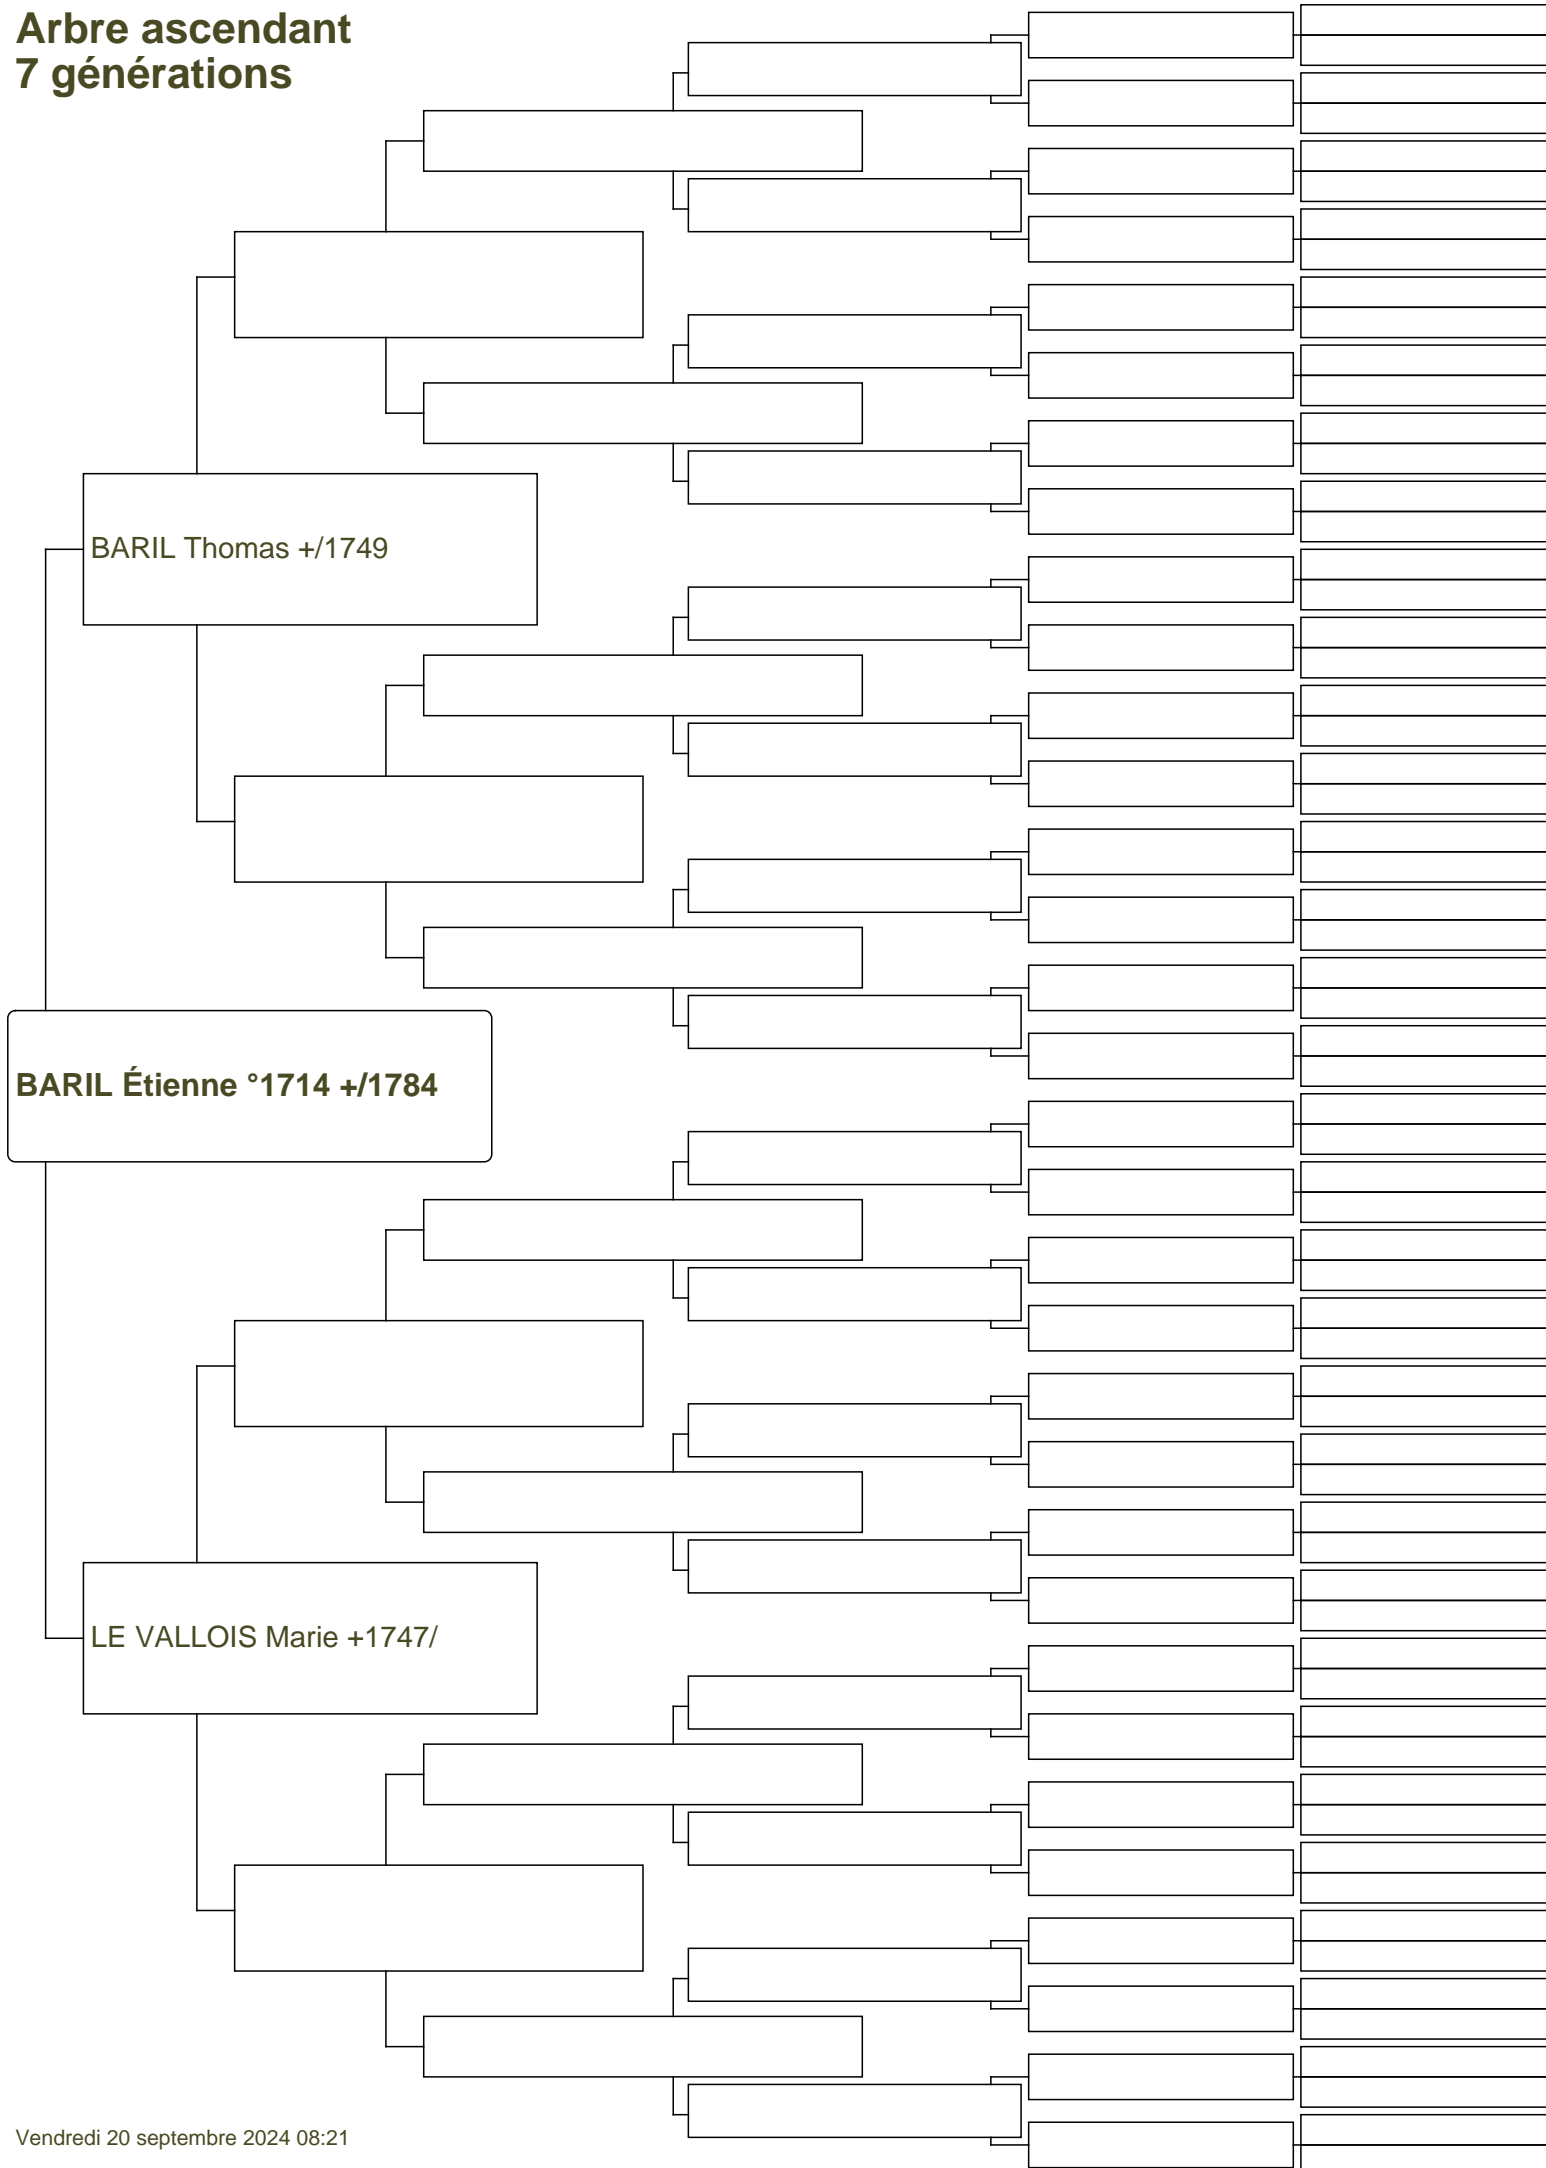 Arbre ascendant
7 générations
BARIL Thomas +/1749
BARIL Étienne °1714 +/1784
LE VALLOIS Marie +1747/
Vendredi 20 septembre 2024 08:21